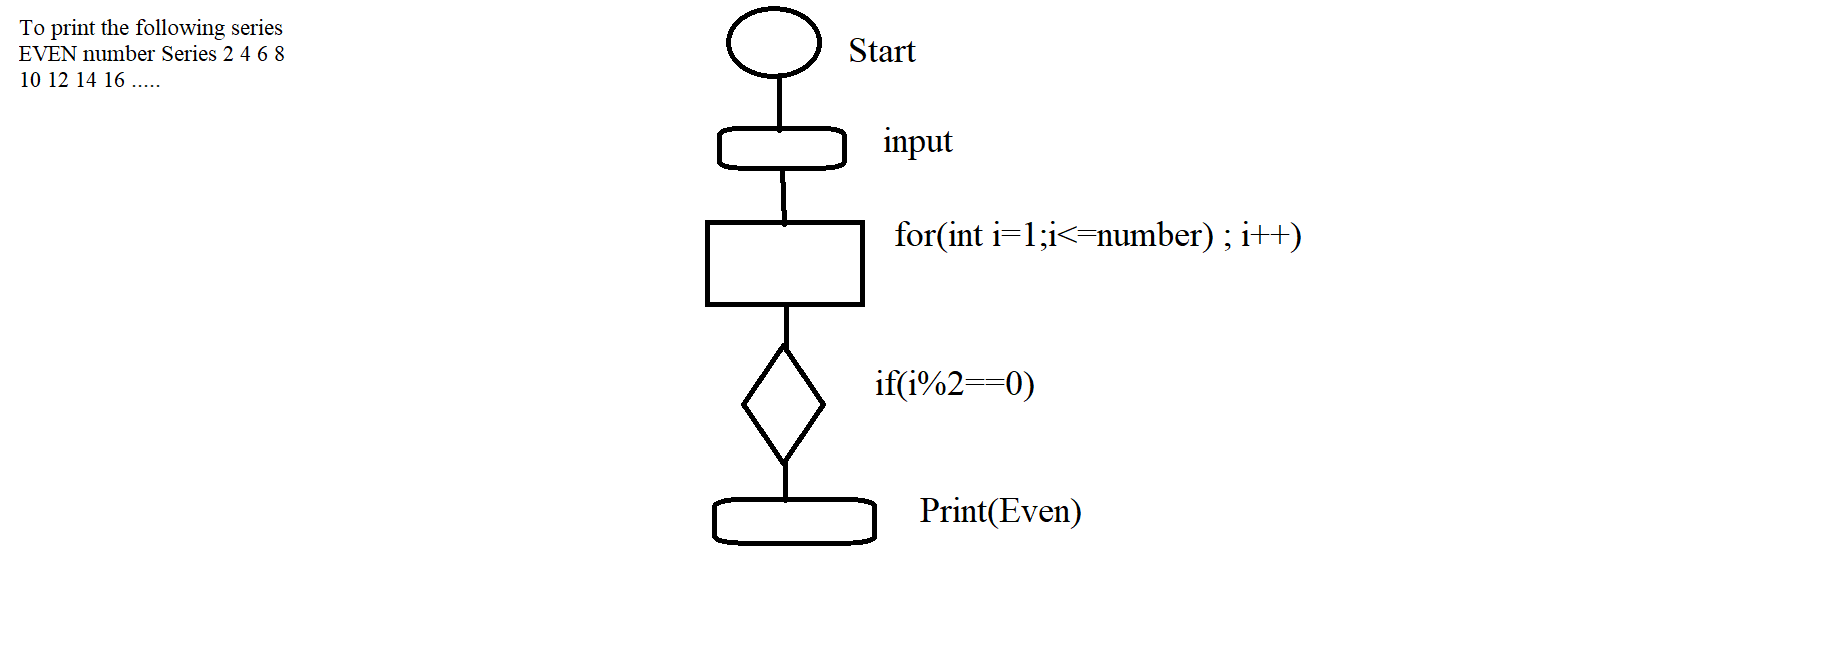 To print the following series
EVEN number Series 2 4 6 8
10 12 14 16 .....
Start
input
for(int i=1;i<=number) ; i++)
if(i%2==0)
Print(Even)